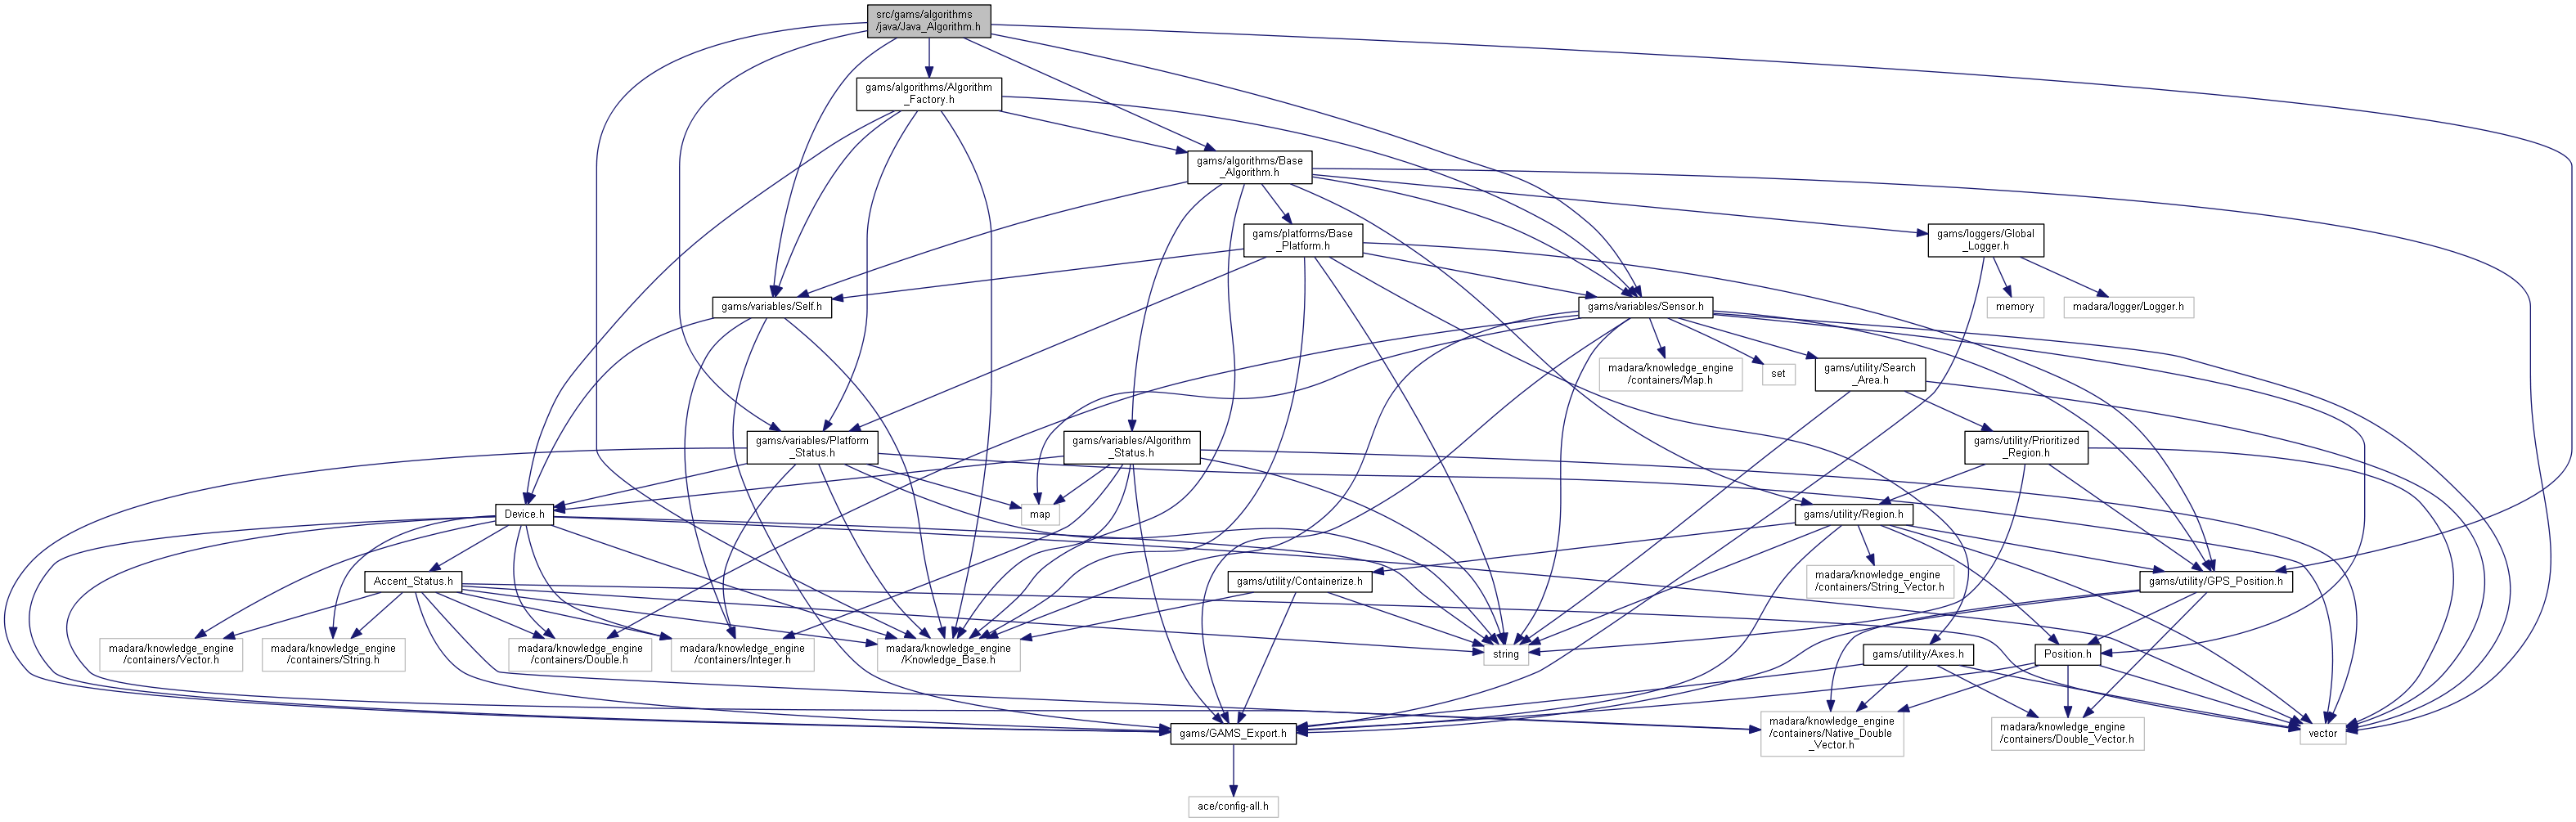 src/gams/algorithms
/java/Java_Algorithm.h
gams/algorithms/Algorithm
_Factory.h
gams/algorithms/Base
_Algorithm.h
gams/platforms/Base
_Platform.h
gams/loggers/Global
_Logger.h
gams/variables/Self.h
gams/variables/Sensor.h
memory
madara/logger/Logger.h
madara/knowledge_engine
/containers/Map.h
set
gams/utility/Search
_Area.h
gams/variables/Platform
_Status.h
gams/variables/Algorithm
_Status.h
gams/utility/Prioritized
_Region.h
Device.h
map
gams/utility/Region.h
Accent_Status.h
gams/utility/Containerize.h
madara/knowledge_engine
/containers/String_Vector.h
gams/utility/GPS_Position.h
madara/knowledge_engine
/containers/Vector.h
madara/knowledge_engine
/containers/String.h
madara/knowledge_engine
/containers/Double.h
madara/knowledge_engine
/containers/Integer.h
madara/knowledge_engine
/Knowledge_Base.h
string
gams/utility/Axes.h
Position.h
gams/GAMS_Export.h
madara/knowledge_engine
/containers/Native_Double
_Vector.h
madara/knowledge_engine
/containers/Double_Vector.h
vector
ace/config-all.h